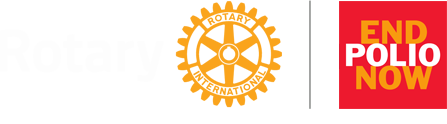 Rotary
ROTARY
INTERNATIONAL
END
POLIO
NOW